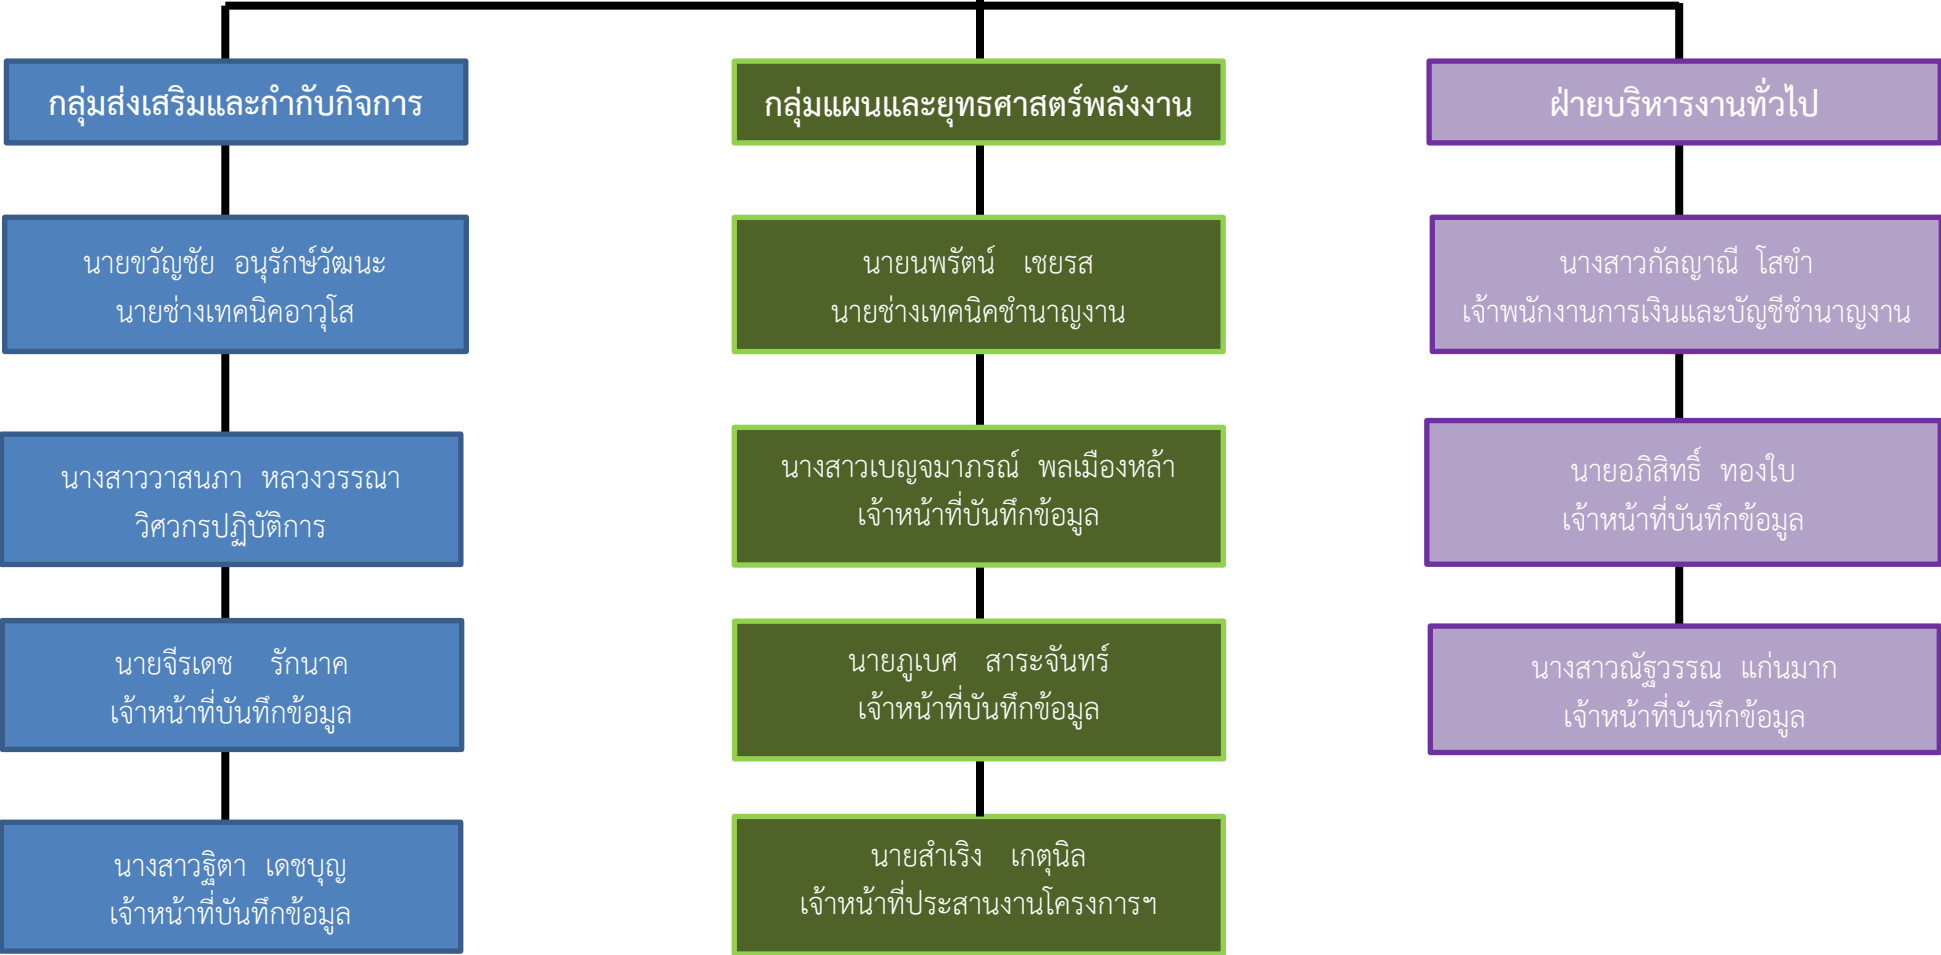 กลุ่มส่งเสริมและกำกับกิจการ
นายขวัญชัย อนุรักษ์วัฒนะ
นายช่างเทคนิคอาวุโส
นางสาววาสนภา หลวงวรรณา
วิศวกรปฏิบัติการ
นายจีรเดช รักนาค
เจ้าหน้าที่บันทึกข้อมูล
นางสาวฐิตา เดชบุญ
เจ้าหน้าที่บันทึกข้อมูล
กลุ่มแผนและยุทธศาสตร์พลังงาน
นายนพรัตน์ เชยรส
นายช่างเทคนิคชำนาญงาน
นางสาวเบญจมาภรณ์ พลเมืองหล้า
เจ้าหน้าที่บันทึกข้อมูล
นายภูเบศ สาระจันทร์
เจ้าหน้าที่บันทึกข้อมูล
นายสำเริง เกตุนิล
เจ้าหน้าที่ประสานงานโครงการฯ
ฝ่ายบริหารงานทั่วไป
นางสาวกัลญาณี โสขำ
เจ้าพนักงานการเงินและบัญชีชำนาญงาน
นายอภิสิทธิ์ ทองใบ
เจ้าหน้าที่บันทึกข้อมูล
นางสาวณัฐวรรณ แก่นมาก
เจ้าหน้าที่บันทึกข้อมูล